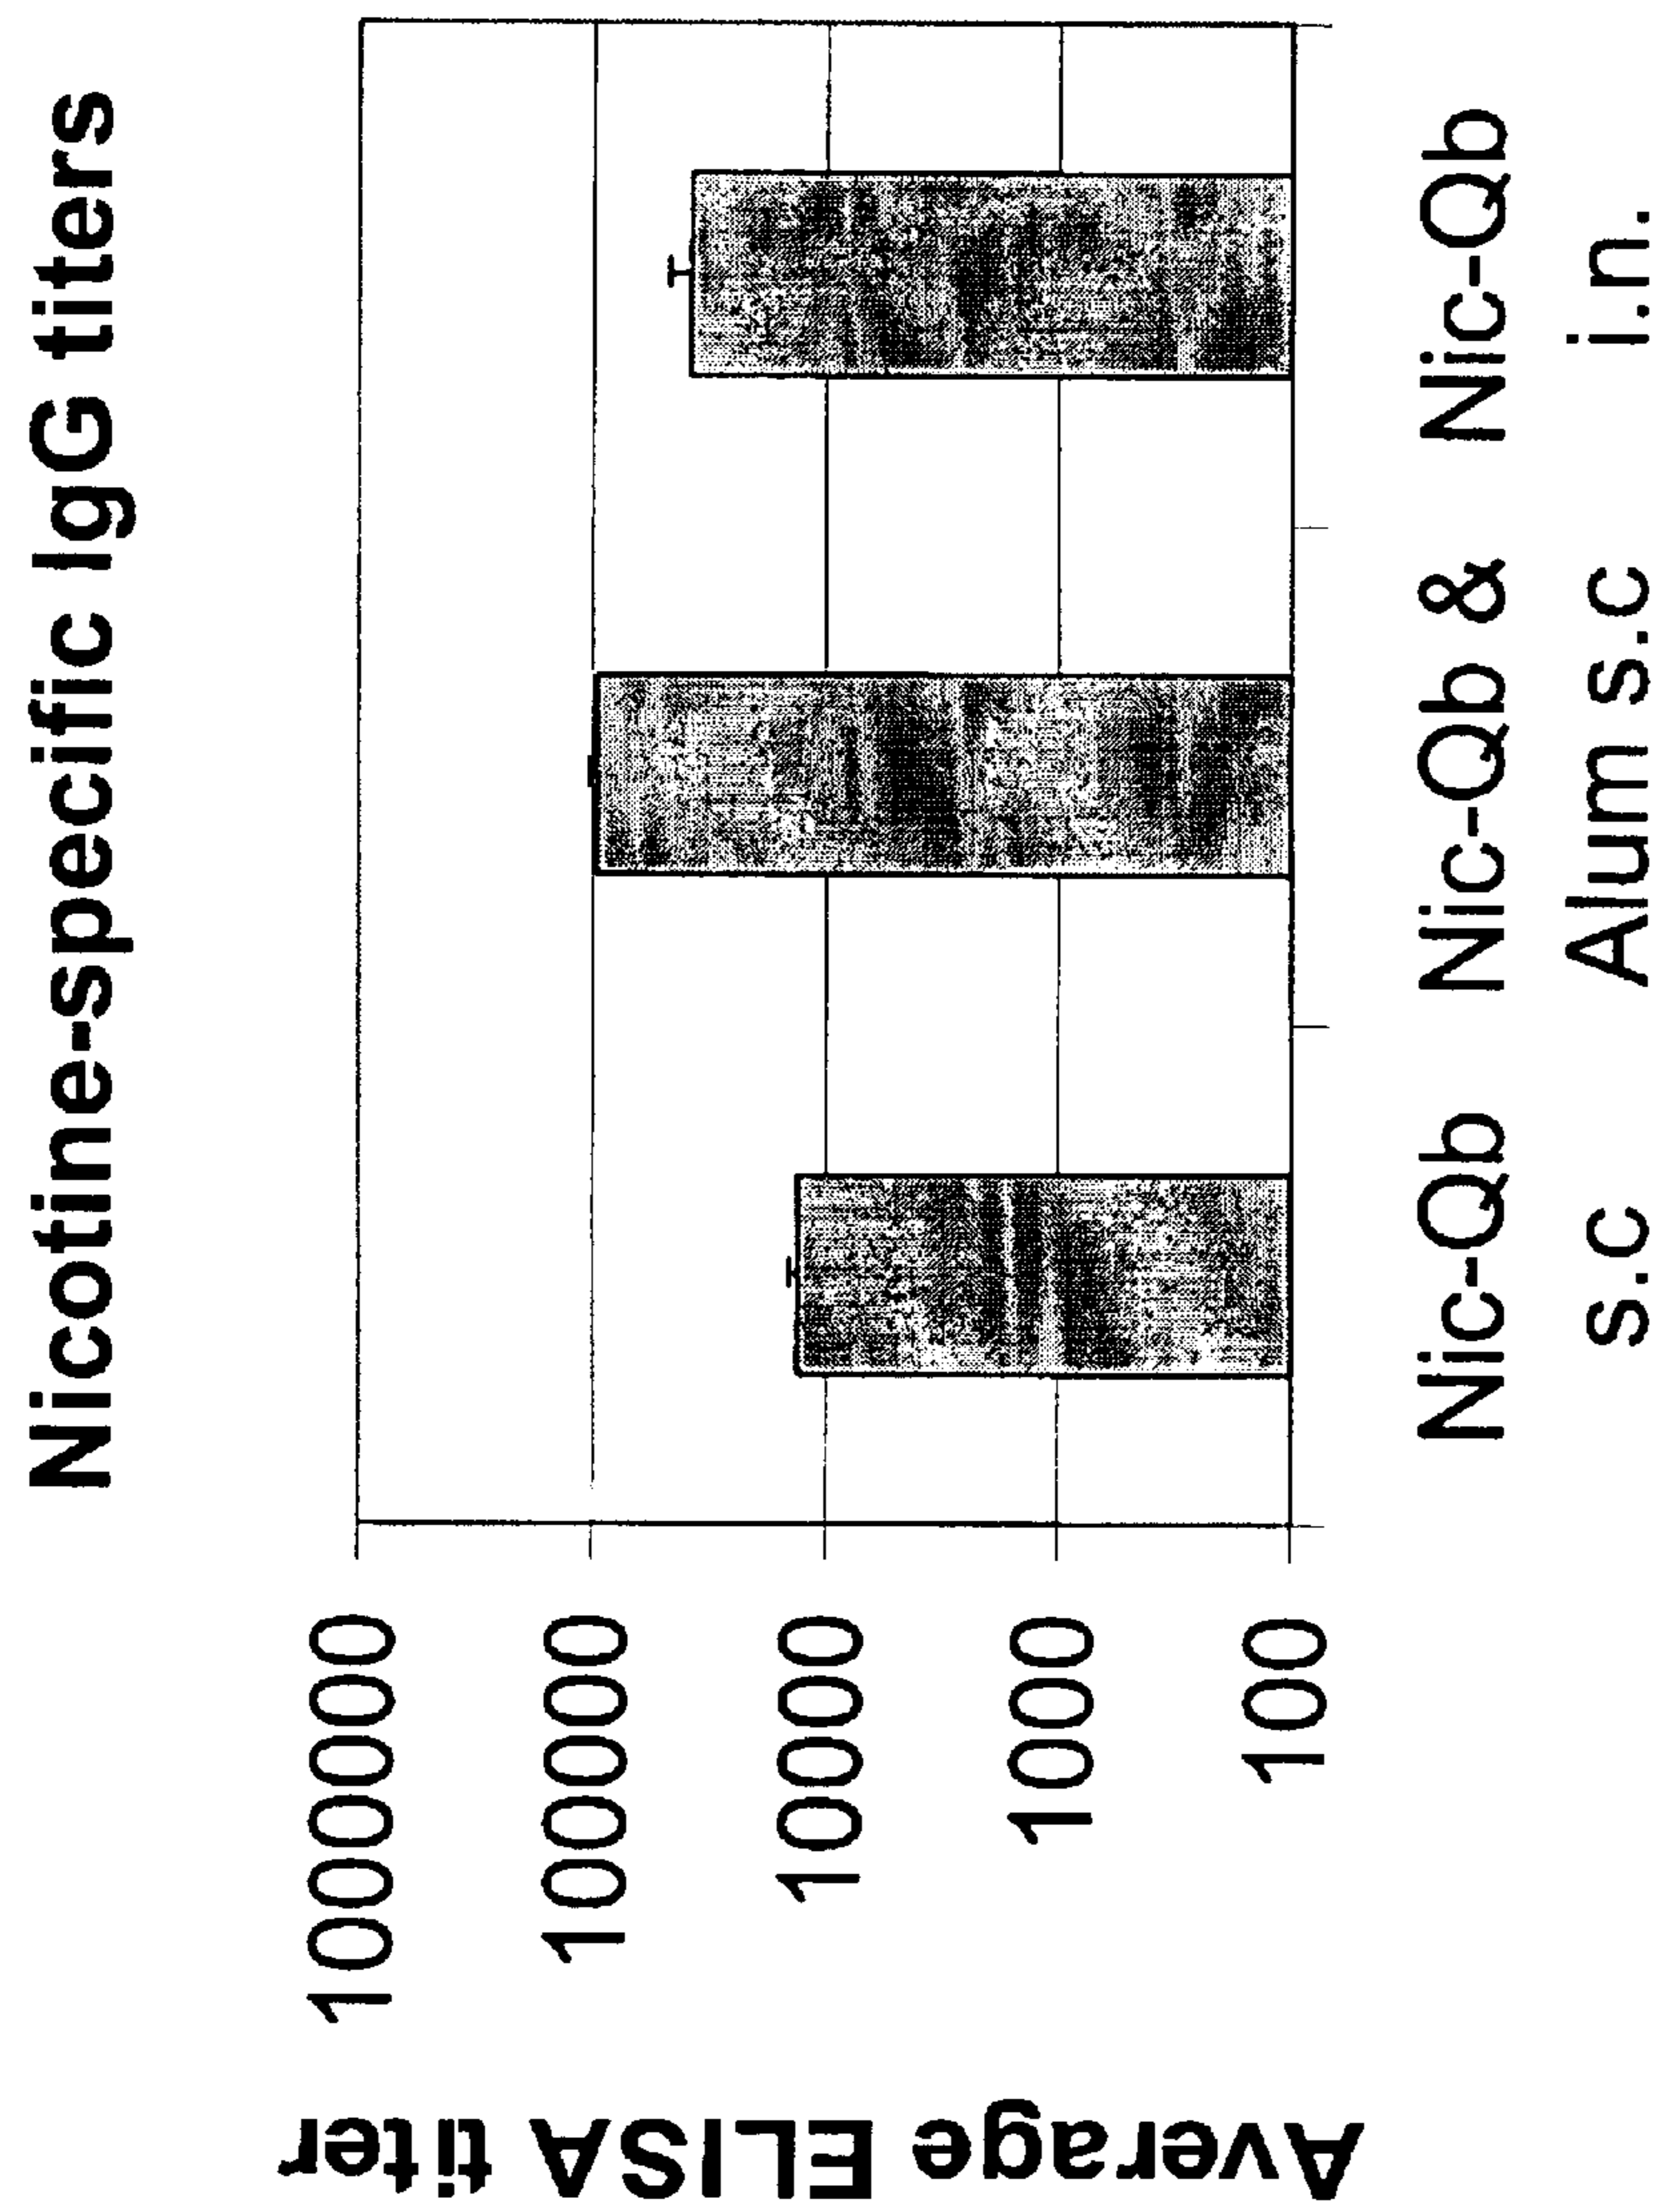 Nicotine-specific IgG titers
Average ELISA titer
1000000
100000
10000
1000
100
Nic-Qb
s.c
Nic-Qb &
Alum s.c
Nic-Qb
i.n.